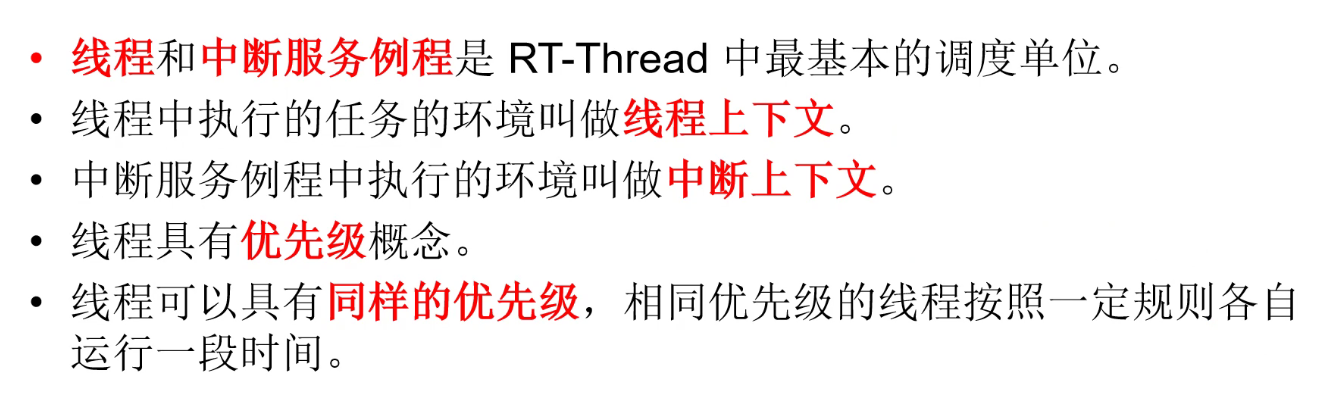 • 线程和中断服务例程是 RT-Thread 中最基本的调度单位。
• 线程中执行的任务的环境叫做线程上下文。
• 中断服务例程中执行的环境叫做中断上下文。
• 线程具有优先级概念。
• 线程可以具有同样的优先级，相同优先级的线程按照一定规则各自
运行一段时间。